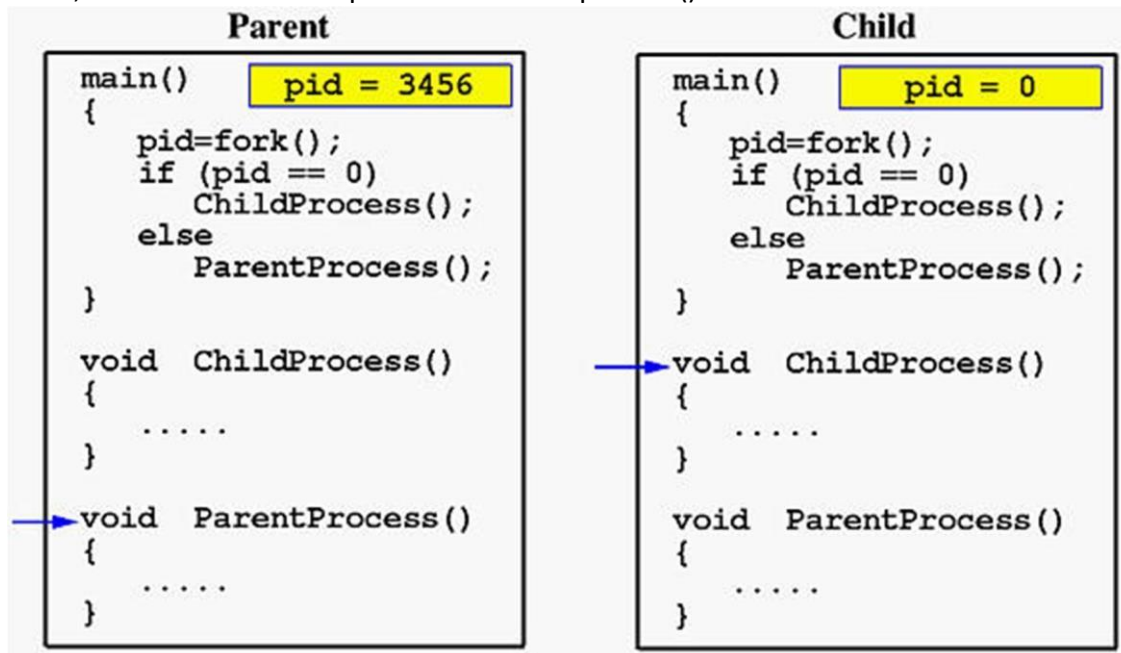 Parent
main()
pid = 3456
{
pid=fork();
if (pid == 0)
ChildProcess();
else
ParentProcess();
}
void ChildProcess()
{
.....
}
void ParentProcess()
{
.....
}
Child
main()
pid = 0
{
pid=fork();
if (pid == 0)
ChildProcess();
else
ParentProcess();
}
void ChildProcess()
{
.....
}
void ParentProcess()
{
.....
}